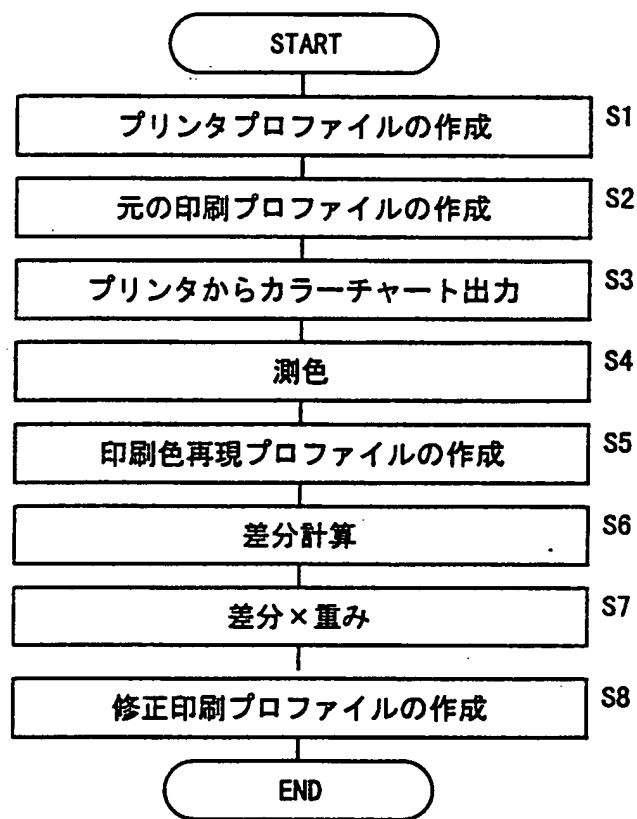 START
プリンタプロファイルの作成 S1
元の印刷プロファイルの作成 S2
プリンタからカラーチャート出力 S3
測色 S4
印刷色再現プロファイルの作成 S5
差分計算 S6
差分×重み S7
修正印刷プロファイルの作成 S8
END